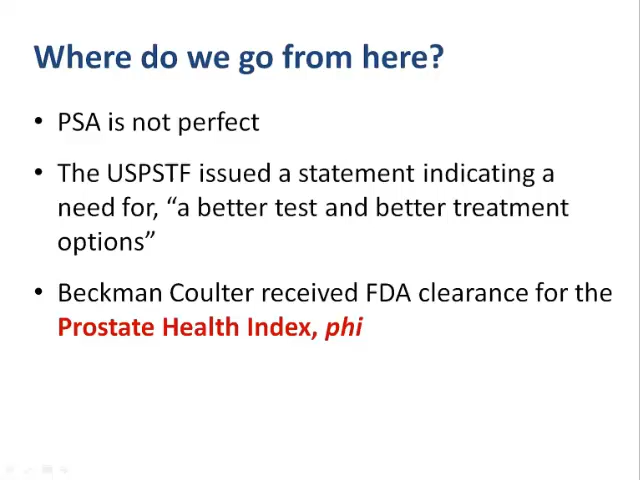 Where do we go from here?
• PSA is not perfect
• The USPSTF issued a statement indicating a
need for, “a better test and better treatment
options”
• Beckman Coulter received FDA clearance for the
Prostate Health Index, phi